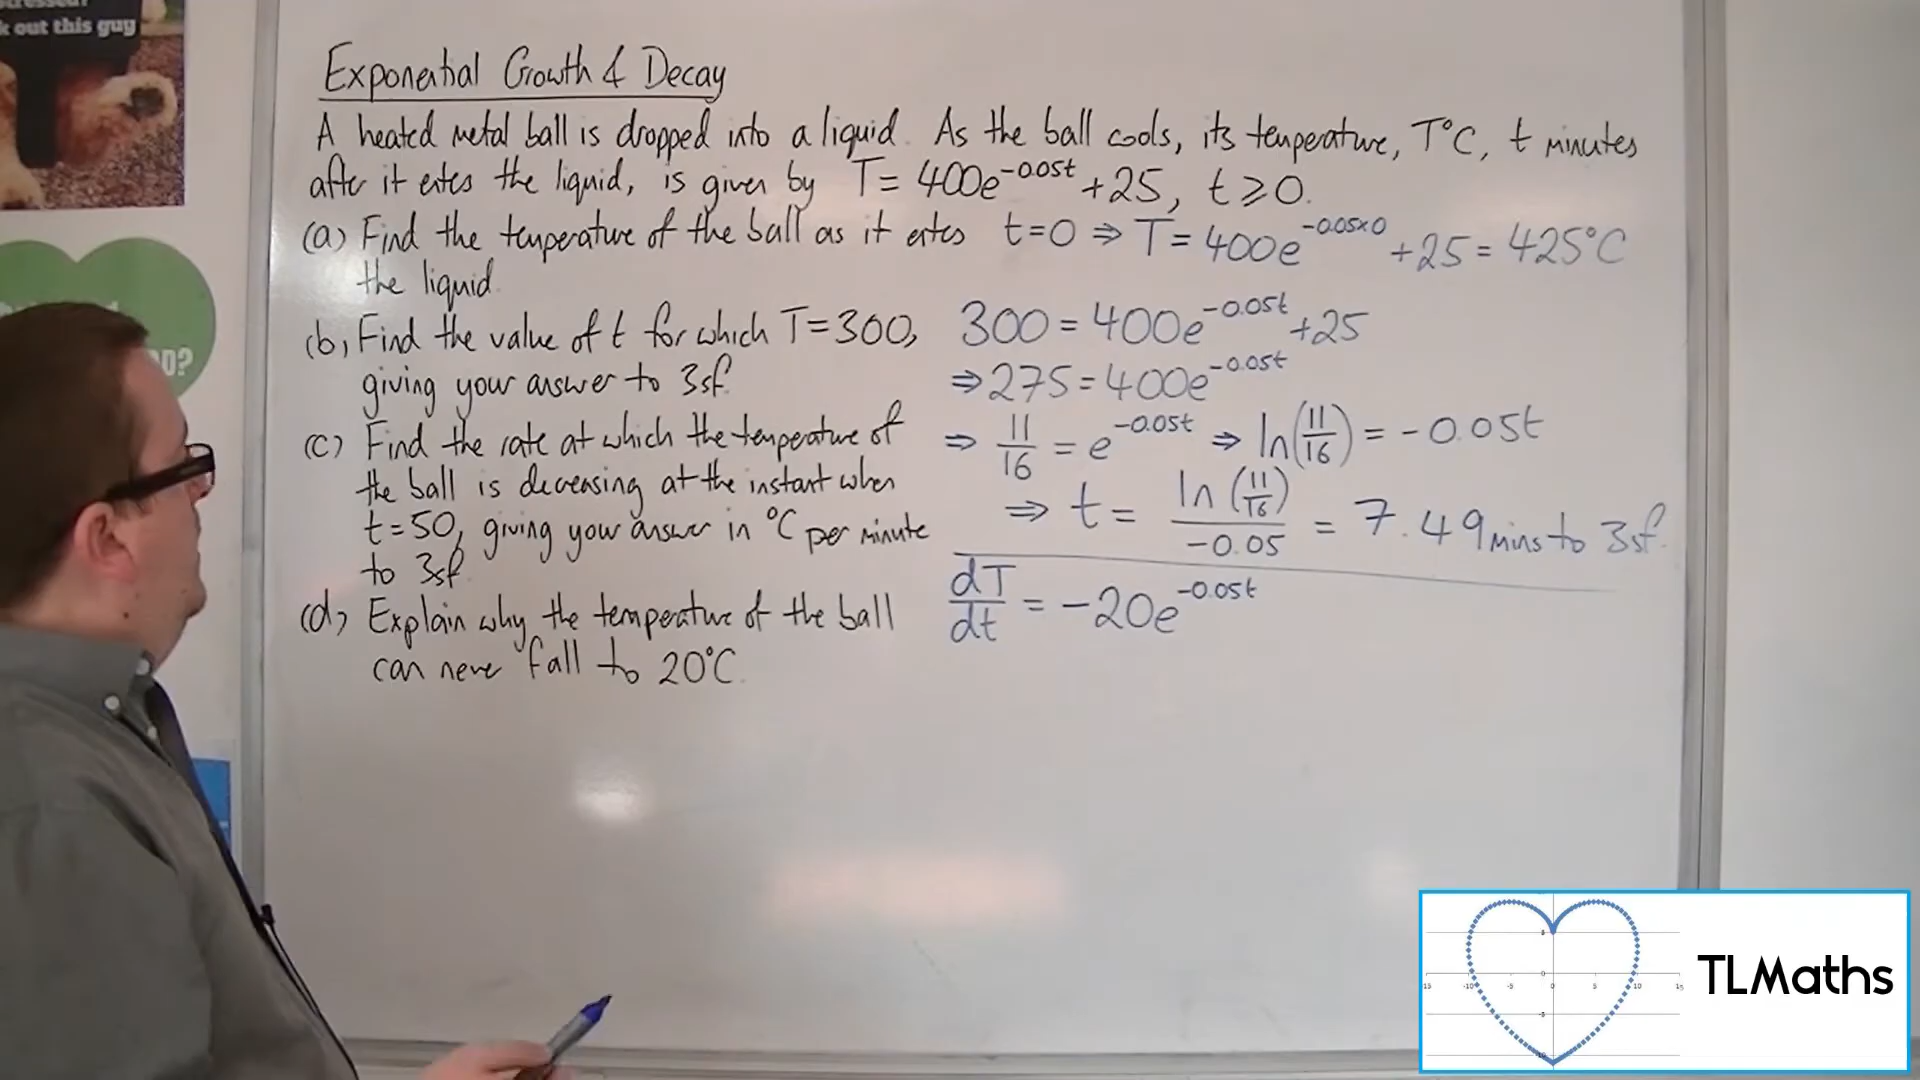 k out this guy
Exponential Growth & Decay
A heated metal ball is dropped into a liquid. As the ball cools, its temperature, T°C, t minutes
after it enters the liquid, is given by T = 400e^-0.05t + 25, t ≥ 0.
(a) Find the temperature of the ball as it enters
the liquid.
t=0 ⇒ T = 400e^-0.05×0 + 25 = 425°C
(b) Find the value of t for which T=300,
giving your answer to 3sf.
300 = 400e^-0.05t + 25
⇒ 275 = 400e^-0.05t
⇒ 11/16 = e^-0.05t ⇒ ln(11/16) = -0.05t
⇒ t = ln(11/16)/-0.05 = 7.49 mins to 3sf.
(c) Find the rate at which the temperature of
the ball is decreasing at the instant when
t=50, giving your answer in °C per minute
to 3sf.
dT/dt = -20e^-0.05t
(d) Explain why the temperature of the ball
can never fall to 20°C.
TLMaths